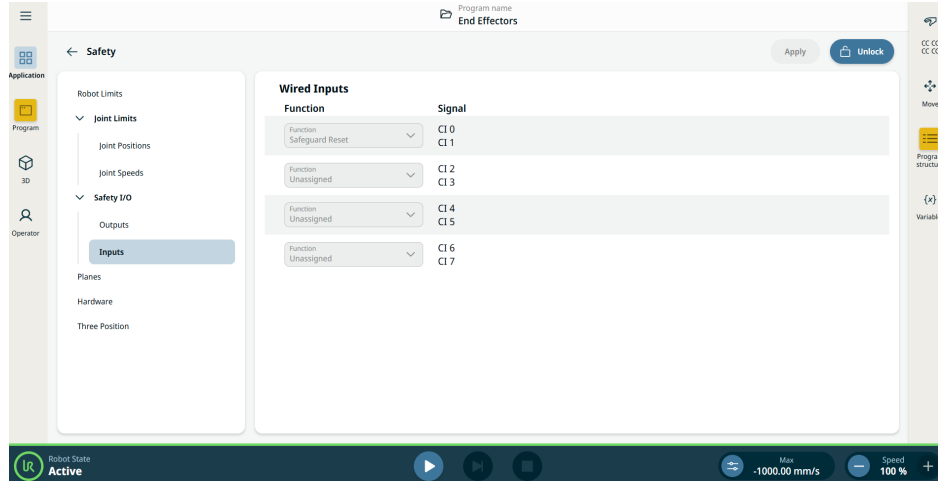 Program name
End Effectors
Safety
Apply
Unlock
Application
Program
3D
Operator
Robot Limits
Joint Limits
Joint Positions
Joint Speeds
Safety I/O
Outputs
Inputs
Planes
Hardware
Three Position
Wired Inputs
Function Signal
Function
Safeguard Reset
CI 0
CI 1
Function
Unassigned
CI 2
CI 3
Function
Unassigned
CI 4
CI 5
Function
Unassigned
CI 6
CI 7
Move
structu
{x}
Variabl
UR
Robot State
Active
Max
-1000.00 mm/s
Speed
100 %